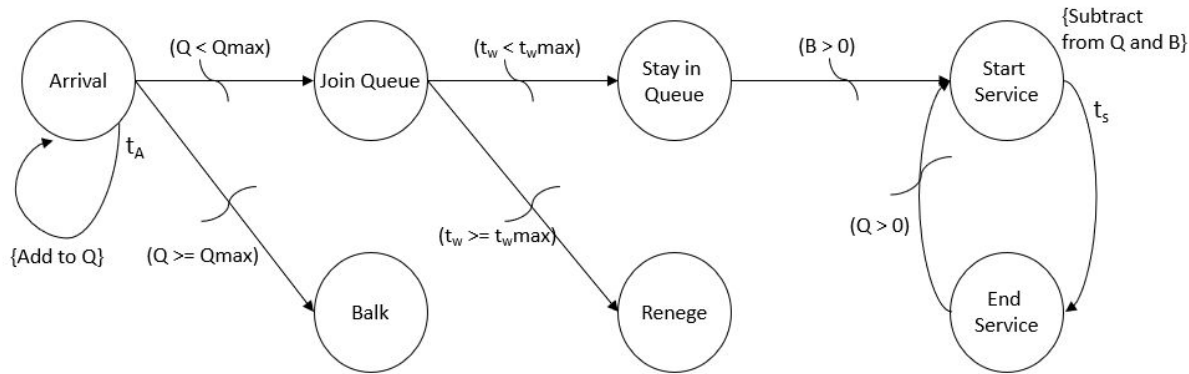 {Subtract
from Q and B}
(Q < Qmax)
(tw < twmax)
(B > 0)
Arrival
Join Queue
Stay in
Queue
Start
Service
tA
ts
{Add to Q}
(Q >= Qmax)
(tw >= twmax)
(Q > 0)
Balk
Renege
End
Service